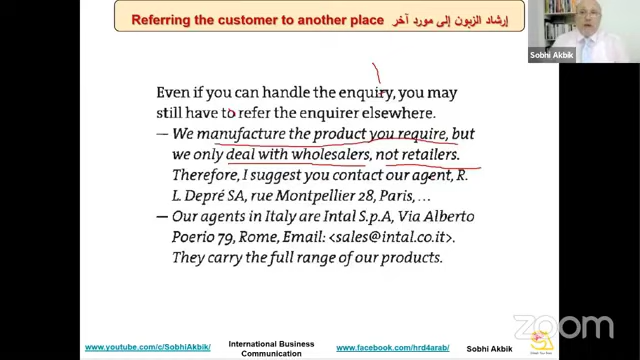 Referring the customer to another place إرشاد الزبون إلى مورد آخر
Sobhi Akbik
Even if you can handle the enquiry, you may
still have to refer the enquirer elsewhere.
— We manufacture the product you require, but
we only deal with wholesalers, not retailers.
Therefore, I suggest you contact our agent, R.
L. Depré SA, rue Montpellier 28, Paris, ...
— Our agents in Italy are Intal S.p.A, Via Alberto
Poerio 79, Rome, Email: <sales@intal.co.it>.
They carry the full range of our products.
zoom
www.youtube.com/c/SobhiAkbik/ International Business Communication www.facebook.com/hrd4arab/ Sobhi Akbik